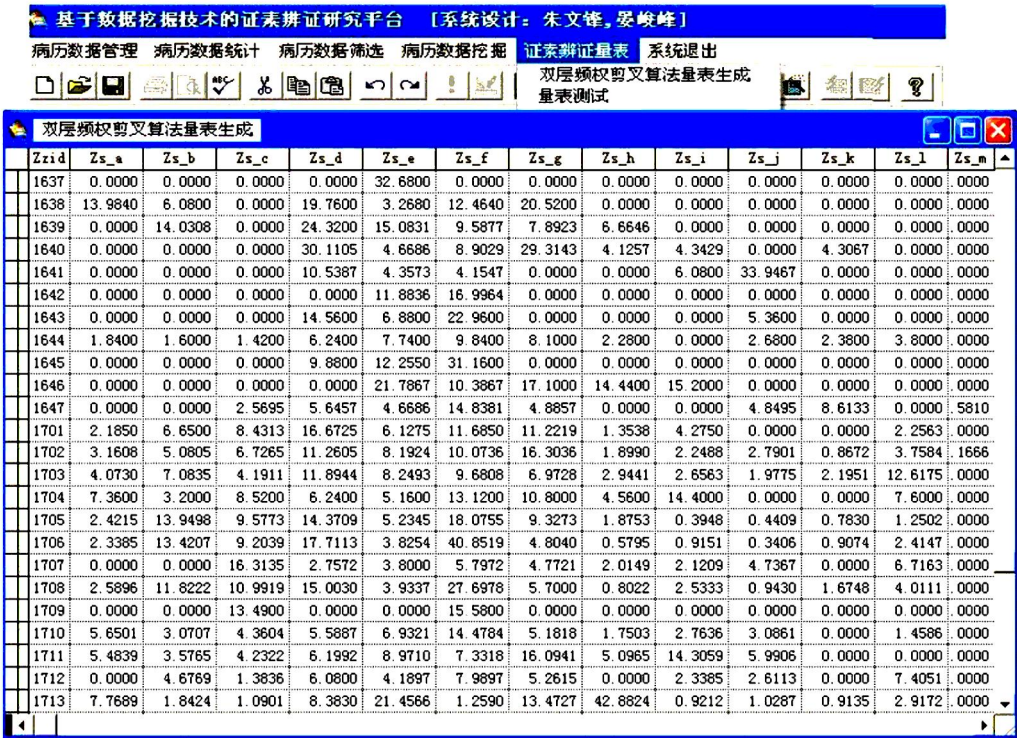 基于数据挖掘技术的证素辨证研究平台 [系统设计：朱文锋,晏峻峰]
病历数据管理 病历数据统计 病历数据筛选 病历数据挖掘 证素辨证量表 系统退出
双层频权剪叉算法量表生成
量表测试
双层频权剪叉算法量表生成
Zzid Zs_a Zs_b Zs_c Zs_d Zs_e Zs_f Zs_g Zs_h Zs_i Zs_j Zs_k Zs_l Zs_m
1637 0.0000 0.0000 0.0000 0.0000 32.6800 0.0000 0.0000 0.0000 0.0000 0.0000 0.0000 0.0000 .0000
1638 13.9840 6.0800 0.0000 19.7600 3.2680 12.4640 20.5200 0.0000 0.0000 0.0000 0.0000 0.0000 .0000
1639 0.0000 14.0308 0.0000 24.3200 15.0831 9.5877 7.8923 6.6646 0.0000 0.0000 0.0000 0.0000 .0000
1640 0.0000 0.0000 0.0000 30.1105 4.6686 8.9029 29.3143 4.1257 4.3429 0.0000 4.3067 0.0000 .0000
1641 0.0000 0.0000 0.0000 10.5387 4.3573 4.1547 0.0000 0.0000 6.0800 33.9467 0.0000 0.0000 .0000
1642 0.0000 0.0000 0.0000 0.0000 11.8836 16.9964 0.0000 0.0000 0.0000 0.0000 0.0000 0.0000 .0000
1643 0.0000 0.0000 0.0000 14.5600 6.8800 22.9600 0.0000 0.0000 0.0000 5.3600 0.0000 0.0000 .0000
1644 1.8400 1.6000 1.4200 6.2400 7.7400 9.8400 8.1000 2.2800 0.0000 2.6800 2.3800 3.8000 .0000
1645 0.0000 0.0000 0.0000 9.8800 12.2550 31.1600 0.0000 0.0000 0.0000 0.0000 0.0000 0.0000 .0000
1646 0.0000 0.0000 0.0000 0.0000 21.7867 10.3867 17.1000 14.4400 15.2000 0.0000 0.0000 0.0000 .0000
1647 0.0000 0.0000 2.5695 5.6457 4.6686 14.8381 4.8857 0.0000 0.0000 4.8495 8.6133 0.0000 .5810
1701 2.1850 6.6500 8.4313 16.6725 6.1275 11.6850 11.2219 1.3538 4.2750 0.0000 0.0000 2.2563 .0000
1702 3.1608 5.0805 6.7265 11.2605 8.1924 10.0736 16.3036 1.8990 2.2488 2.7901 0.8672 3.7584 .1666
1703 4.0730 7.0835 4.1911 11.8944 8.2493 9.6808 6.9728 2.9441 2.6563 1.9775 2.1951 12.6175 .0000
1704 7.3600 3.2000 8.5200 6.2400 5.1600 13.1200 10.8000 4.5600 14.4000 0.0000 0.0000 7.6000 .0000
1705 2.4215 13.9498 9.5773 14.3709 5.2345 18.0755 9.3273 1.8753 0.3948 0.4409 0.7830 1.2502 .0000
1706 2.3385 13.4207 9.2039 17.7113 3.8254 40.8519 4.8040 0.5795 0.9151 0.3406 0.9074 2.4147 .0000
1707 0.0000 0.0000 16.3135 2.7572 3.8000 5.7972 4.7721 2.0149 2.1209 4.7367 0.0000 6.7163 .0000
1708 2.5896 11.8222 10.9919 15.0030 3.9337 27.6978 5.7000 0.8022 2.5333 0.9430 1.6748 4.0111 .0000
1709 0.0000 0.0000 13.4900 0.0000 0.0000 15.5800 0.0000 0.0000 0.0000 0.0000 0.0000 0.0000 .0000
1710 5.6501 3.0707 4.3604 5.5887 6.9321 14.4784 5.1818 1.7503 2.7636 3.0861 0.0000 1.4586 .0000
1711 5.4839 3.5765 4.2322 6.1992 8.9710 7.3318 16.0941 5.0965 14.3059 5.9906 0.0000 0.0000 .0000
1712 0.0000 4.6769 1.3836 6.0800 4.1897 7.9897 5.2615 0.0000 2.3385 2.6113 0.0000 7.4051 .0000
1713 7.7689 1.8424 1.0901 8.3830 21.4566 1.2590 13.4727 42.8824 0.9212 1.0287 0.9135 2.9172 .0000